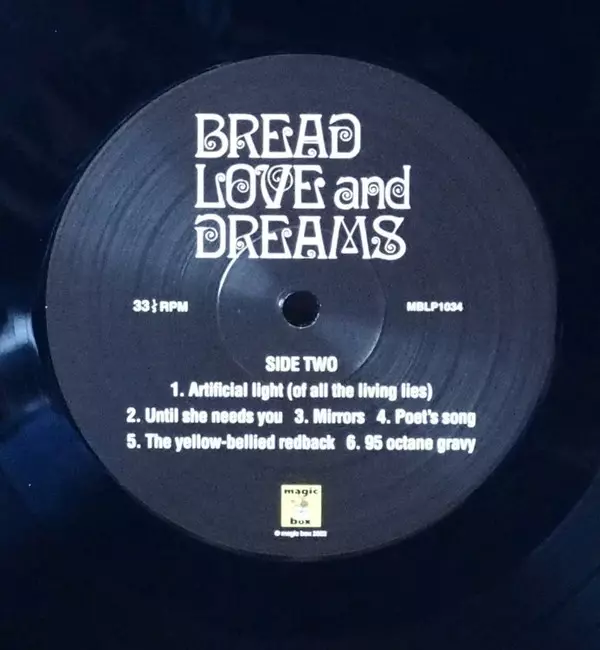 BREAD
LOVE and
DREAMS
33⅓ RPM
MBLP1034
SIDE TWO
1. Artificial light (of all the living lies)
2. Until she needs you 3. Mirrors 4. Poet's song
5. The yellow-bellied redback 6. 95 octane gravy
magic
box
© magic box